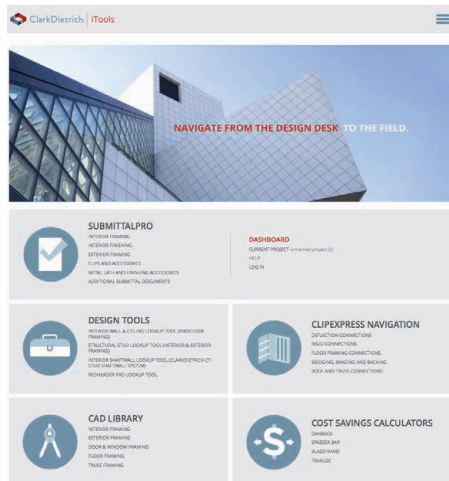 ClarkDietrich iTools
NAVIGATE FROM THE DESIGN DESK TO THE FIELD.
SUBMITTALPRO
INTERIOR FRAMING
INTERIOR FINISHING
EXTERIOR FRAMING
CLIPS AND ACCESSORIES
METAL LATH AND FINISHING ACCESSORIES
ADDITIONAL SUBMITTAL DOCUMENTS
DASHBOARD
CURRENT PROJECT unnamed project (0)
HELP
LOG IN
DESIGN TOOLS
INTERIOR WALL & CEILING LOOKUP TOOL (PROSTUD®
FRAMING)
STRUCTURAL STUD LOOKUP TOOL (INTERIOR & EXTERIOR
FRAMING)
INTERIOR SHAFTWALL LOOKUP TOOL (CLARKDIETRICH CT-
STUD SHAFTWALL SYSTEM)
REDHEADER PRO LOOKUP TOOL
CLIPEXPRESS NAVIGATION
DEFLECTION CONNECTIONS
RIGID CONNECTIONS
FLOOR FRAMING CONNECTIONS
BRIDGING, BRACING AND BACKING
ROOF AND TRUSS CONNECTIONS
CAD LIBRARY
INTERIOR FRAMING
EXTERIOR FRAMING
DOOR & WINDOW FRAMING
FLOOR FRAMING
TRUSS FRAMING
COST SAVINGS CALCULATORS
DANBACK
SPAZZER BAR
BLAZEFRAME
TRAKLOC